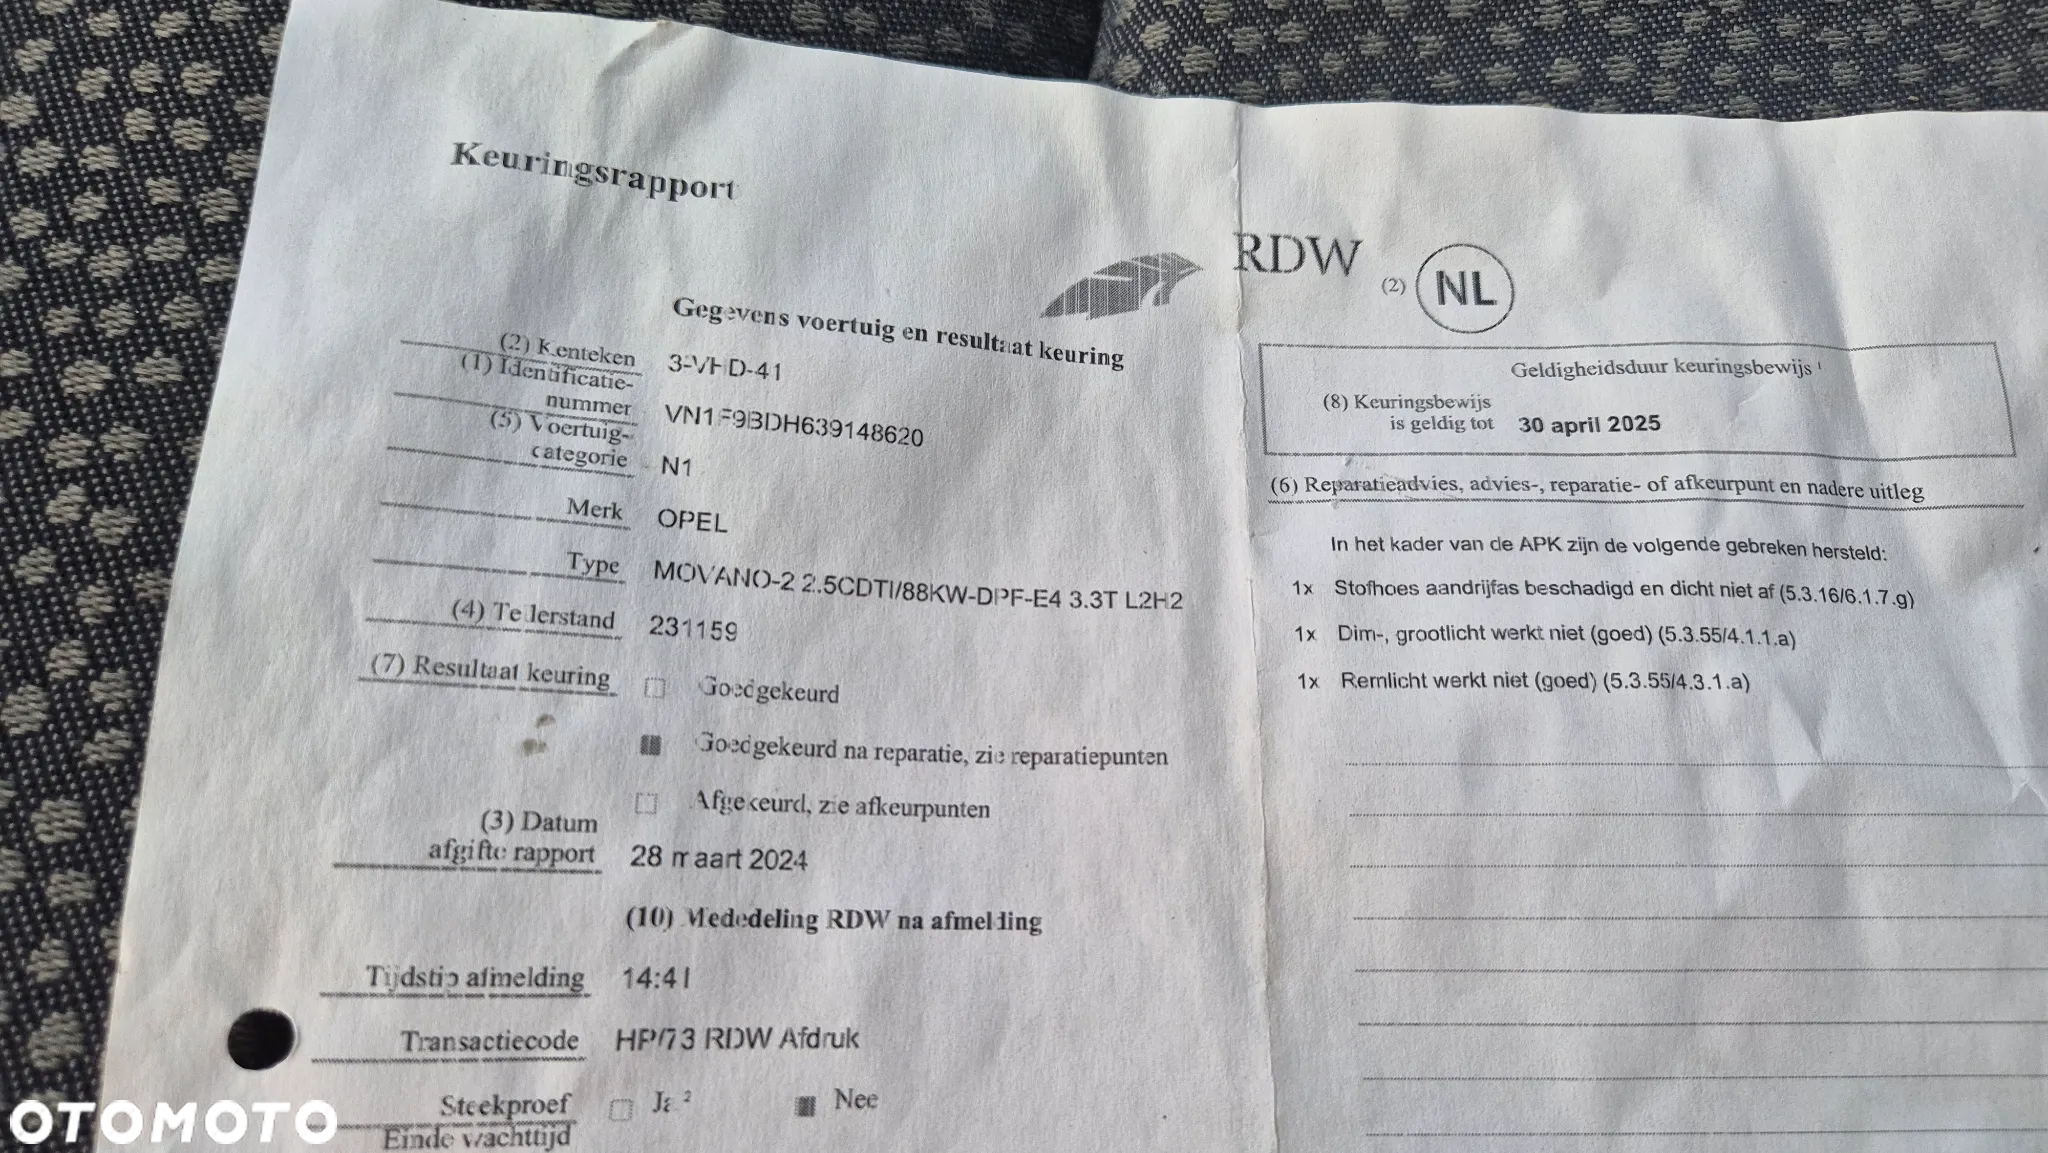 Keuringsrapport
RDW
(2) NL
Gegevens voertuig en resultaat keuring
(2) Kenteken 3-VHD-41
(1) Identificatie-
nummer VN1F9BDH639148620
(5) Voertuig-
categorie N1
Merk OPEL
Type MOVANO-2 2.5CDTI/88KW-DPF-E4 3.3T L2H2
(4) Tellerstand 231159
(7) Resultaat keuring Goedgekeurd
Goedgekeurd na reparatie, zie reparatiepunten
Afgekeurd, zie afkeurpunten
(3) Datum
afgifte rapport 28 maart 2024
(10) Mededeling RDW na afmelding
Tijdstip afmelding 14:41
Transactiecode RDW Afdruk
Steekproef Ja ² Nee
Einde wachttijd
Geldigheidsduur keuringsbewijs ¹
(8) Keuringsbewijs
is geldig tot 30 april 2025
(6) Reparatieadvies, advies-, reparatie- of afkeurpunt en nadere uitleg
In het kader van de APK zijn de volgende gebreken hersteld:
1x Stofhoes aandrijfas beschadigd en dicht niet af (5.3.16/6.1.7.g)
1x Dim-, grootlicht werkt niet (goed) (5.3.55/4.1.1.a)
1x Remlicht werkt niet (goed) (5.3.55/4.3.1.a)
OTOMOTO